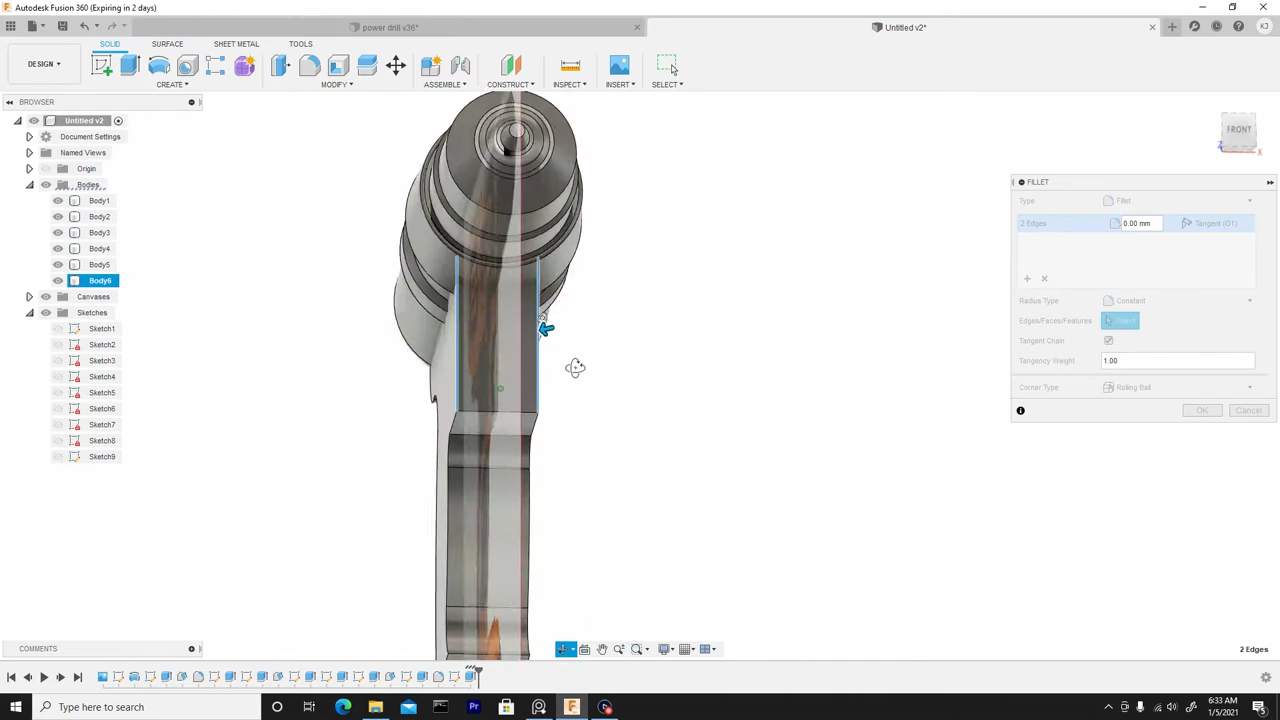 Autodesk Fusion 360 (Expiring in 2 days)
power drill v36*
Untitled v2*
KJ
SOLID
SURFACE
SHEET METAL
TOOLS
DESIGN
CREATE
MODIFY
ASSEMBLE
CONSTRUCT
INSPECT
INSERT
SELECT
BROWSER
Untitled v2
Document Settings
Named Views
Origin
Bodies
Body1
Body2
Body3
Body4
Body5
Body6
Canvases
Sketches
Sketch1
Sketch2
Sketch3
Sketch4
Sketch5
Sketch6
Sketch7
Sketch8
Sketch9
FRONT
Z
X
FILLET
Type
Fillet
2 Edges
0.00 mm
Tangent (G1)
Radius Type
Constant
Edges/Faces/Features
Select
Tangent Chain
Tangency Weight
1.00
Corner Type
Rolling Ball
OK
Cancel
COMMENTS
2 Edges
Type here to search
6:33 AM
1/5/2021